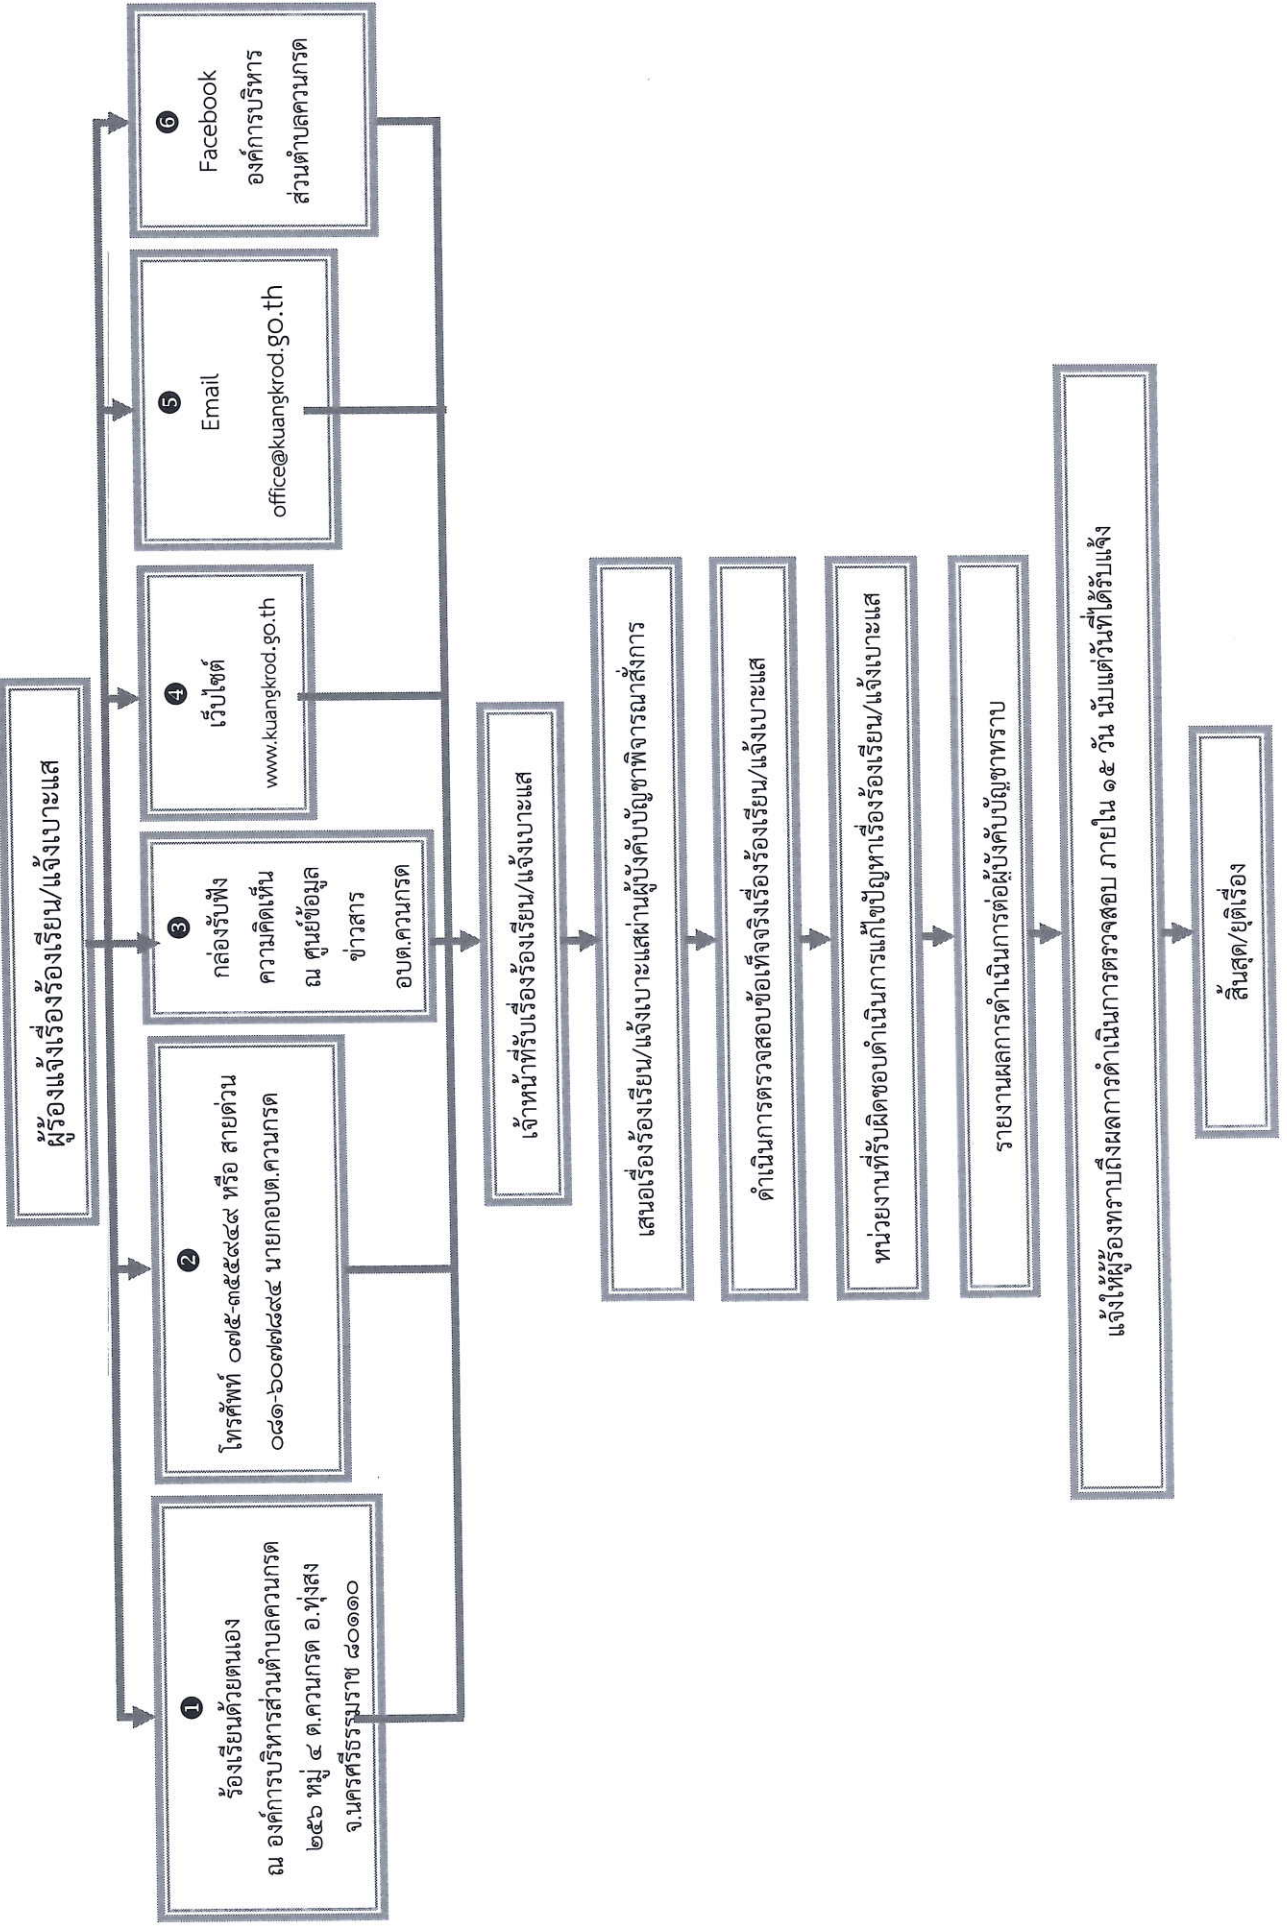 ผู้ร้องแจ้งเรื่องร้องเรียน/แจ้งเบาะแส
❶
ร้องเรียนด้วยตนเอง
ณ องค์การบริหารส่วนตำบลควนกรด
๒๕๖ หมู่ ๔ ต.ควนกรด อ.ทุ่งสง
จ.นครศรีธรรมราช ๘๐๑๑๐
❷
โทรศัพท์ ๐๗๕-๓๕๕๙๔๙ หรือ สายด่วน
๐๘๑-๖๐๗๗๘๙๔ นายกอบต.ควนกรด
❸
กล่องรับฟัง
ความคิดเห็น
ณ ศูนย์ข้อมูล
ข่าวสาร
อบต.ควนกรด
❹
เว็บไซต์
www.kuangkrod.go.th
❺
Email
office@kuangkrod.go.th
❻
Facebook
องค์การบริหาร
ส่วนตำบลควนกรด
เจ้าหน้าที่รับเรื่องร้องเรียน/แจ้งเบาะแส
เสนอเรื่องร้องเรียน/แจ้งเบาะแสผ่านผู้บังคับบัญชาพิจารณาสั่งการ
ดำเนินการตรวจสอบข้อเท็จจริงเรื่องร้องเรียน/แจ้งเบาะแส
หน่วยงานที่รับผิดชอบดำเนินการแก้ไขปัญหาเรื่องร้องเรียน/แจ้งเบาะแส
รายงานผลการดำเนินการต่อผู้บังคับบัญชาทราบ
แจ้งให้ผู้ร้องทราบถึงผลการดำเนินการตรวจสอบ ภายใน ๑๕ วัน นับแต่วันที่ได้รับแจ้ง
สิ้นสุด/ยุติเรื่อง